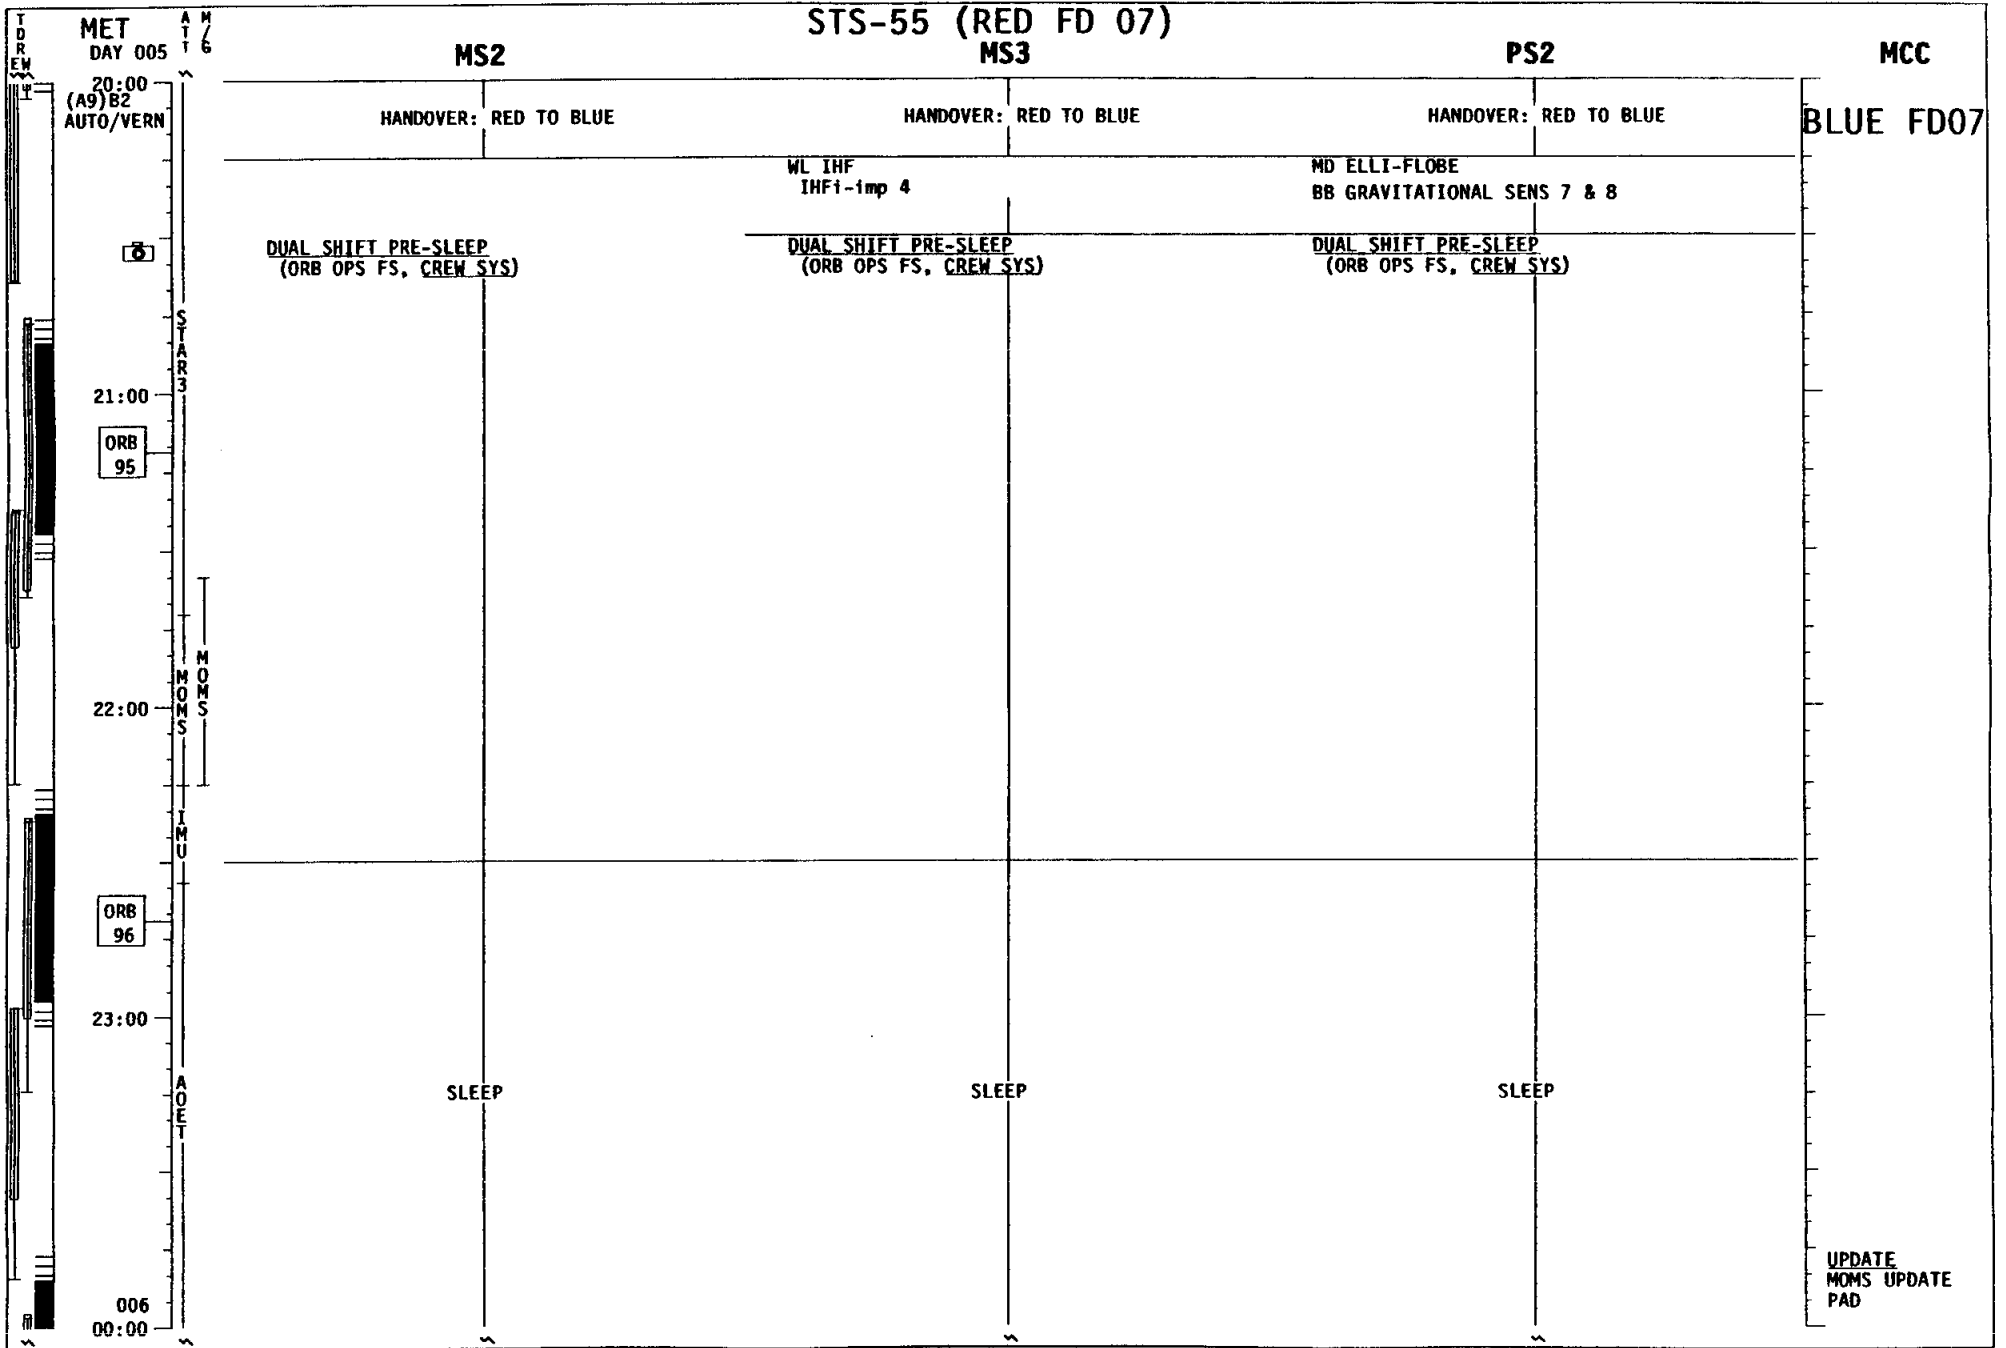 STS-55 (RED FD 07)
TDRE W
MET
DAY 005
ATT
M/G
MS2
MS3
PS2
MCC
20:00
(A9)B2
AUTO/VERN
HANDOVER: RED TO BLUE
HANDOVER: RED TO BLUE
HANDOVER: RED TO BLUE
BLUE FD07
WL IHF
IHFi-imp 4
MD ELLI-FLOBE
BB GRAVITATIONAL SENS 7 & 8
DUAL SHIFT PRE-SLEEP
(ORB OPS FS, CREW SYS)
DUAL SHIFT PRE-SLEEP
(ORB OPS FS, CREW SYS)
DUAL SHIFT PRE-SLEEP
(ORB OPS FS, CREW SYS)
STAR3
21:00
ORB
95
MOMS
MOMS
22:00
IMU
ORB
96
23:00
AOET
SLEEP
SLEEP
SLEEP
UPDATE
MOMS UPDATE
PAD
006
00:00